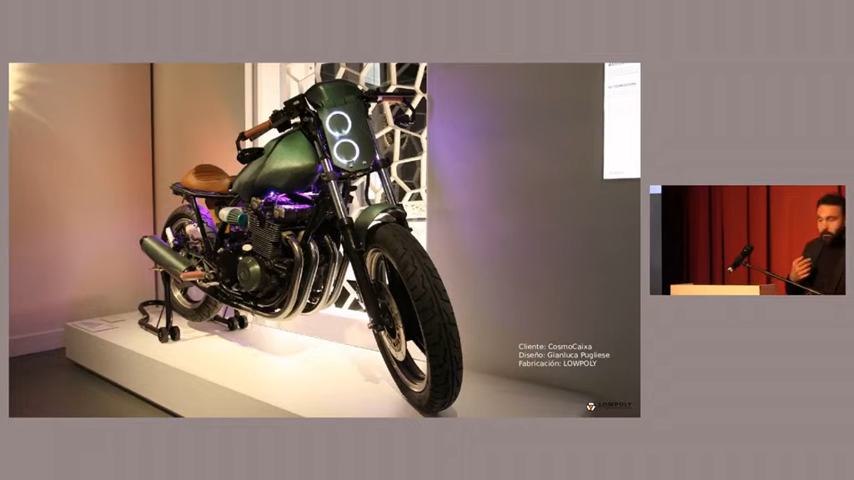 Cliente: CosmoCaixa
Diseño: Gianluca Pugliese
Fabricación: LOWPOLY
LOWPOLY